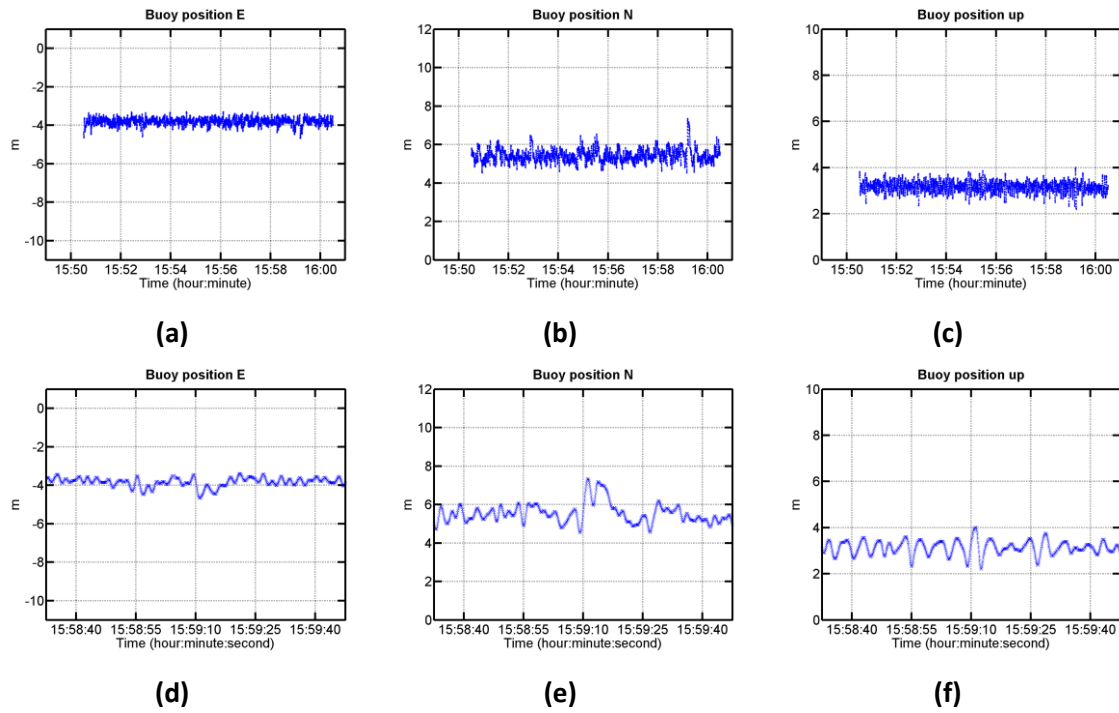 Buoy position E
0
-2
-4
-6
-8
-10
m
15:50 15:52 15:54 15:56 15:58 16:00
Time (hour:minute)
(a)
Buoy position N
12
10
8
6
4
2
0
m
15:50 15:52 15:54 15:56 15:58 16:00
Time (hour:minute)
(b)
Buoy position up
10
8
6
4
2
0
m
15:50 15:52 15:54 15:56 15:58 16:00
Time (hour:minute)
(c)
Buoy position E
0
-2
-4
-6
-8
-10
m
15:58:40 15:58:55 15:59:10 15:59:25 15:59:40
Time (hour:minute:second)
(d)
Buoy position N
12
10
8
6
4
2
0
m
15:58:40 15:58:55 15:59:10 15:59:25 15:59:40
Time (hour:minute:second)
(e)
Buoy position up
10
8
6
4
2
0
m
15:58:40 15:58:55 15:59:10 15:59:25 15:59:40
Time (hour:minute:second)
(f)